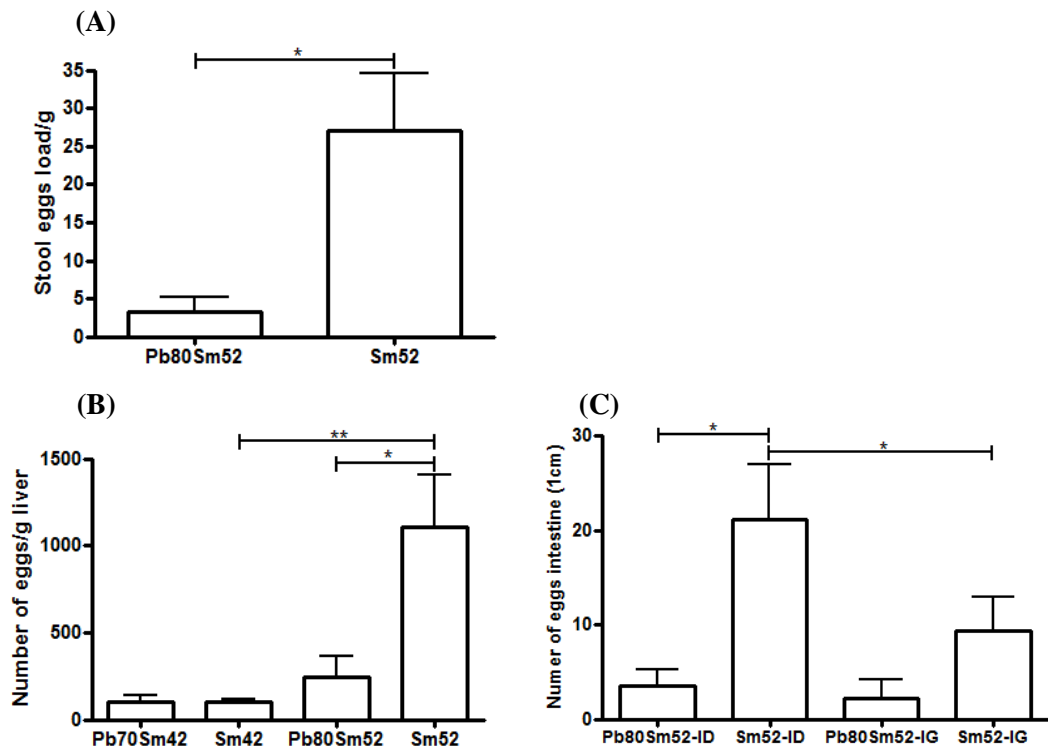 (A)
*
Stool eggs load/g
35
30
25
20
15
10
5
0
Pb80Sm52 Sm52
(B)
**
*
Number of eggs/g liver
1500
1000
500
0
Pb70Sm42 Sm42 Pb80Sm52 Sm52
(C)
*
*
Numer of eggs intestine (1cm)
30
20
10
0
Pb80Sm52-ID Sm52-ID Pb80Sm52-IG Sm52-IG